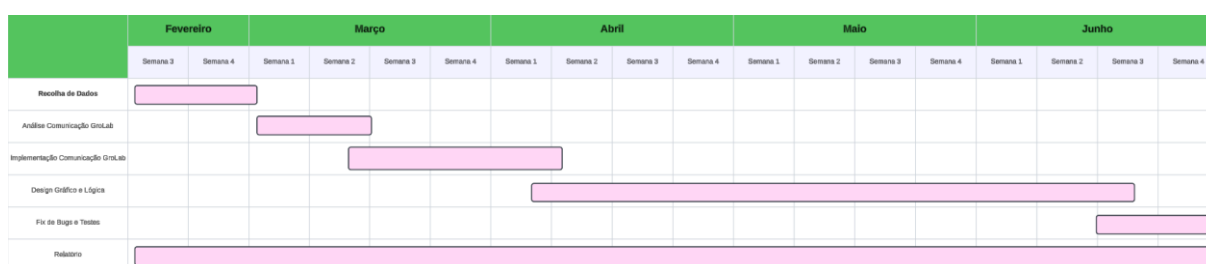 Fevereiro Março Abril Maio Junho
Semana 3 Semana 4 Semana 1 Semana 2 Semana 3 Semana 4 Semana 1 Semana 2 Semana 3 Semana 4 Semana 1 Semana 2 Semana 3 Semana 4 Semana 1 Semana 2 Semana 3 Semana 4
Recolha de Dados
Análise Comunicação GroLab
Implementação Comunicação GroLab
Design Gráfico e Lógica
Fix de Bugs e Testes
Relatório